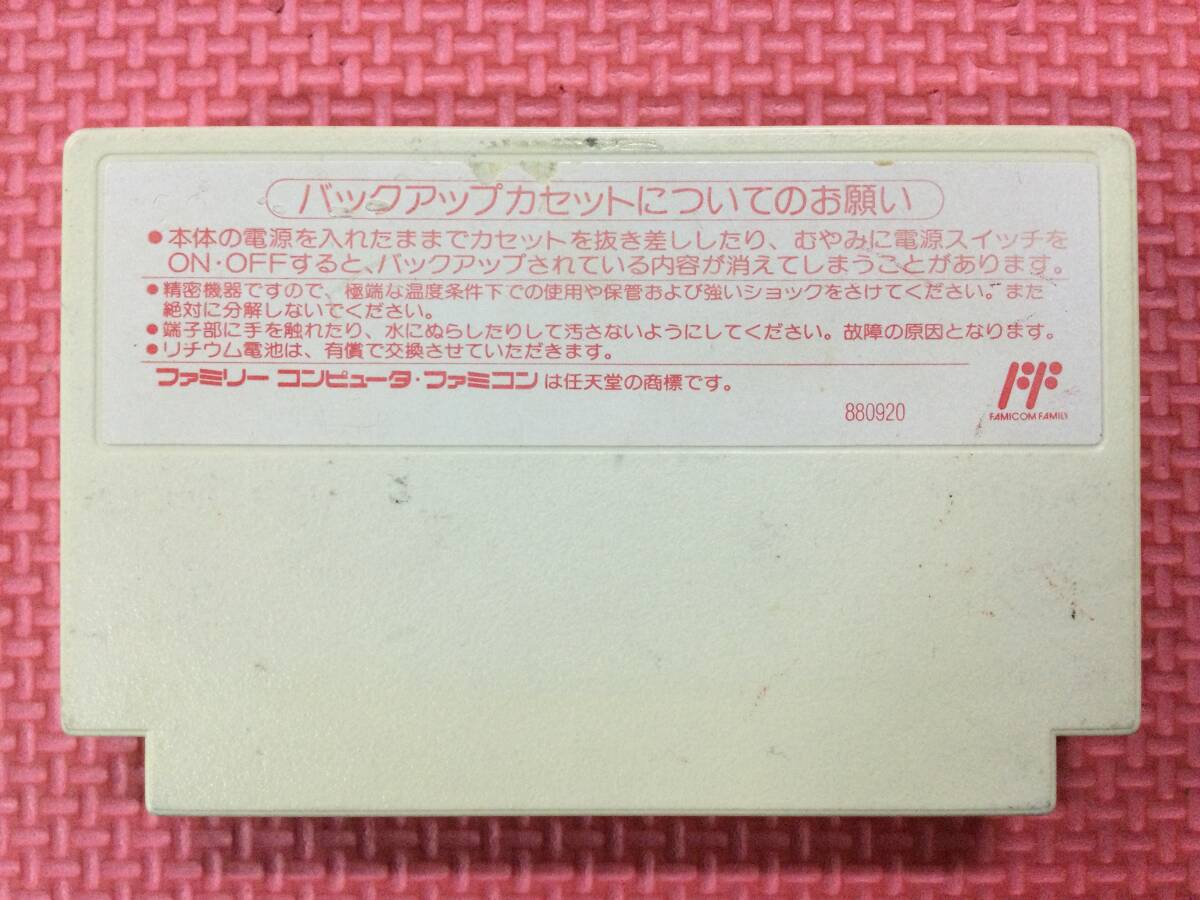 バックアップカセットについてのお願い
●本体の電源を入れたままでカセットを抜き差ししたり、むやみに電源スイッチを
ON・OFFすると、バックアップされている内容が消えてしまうことがあります。
●精密機器ですので、極端な温度条件下での使用や保管および強いショックをさけてください。また
絶対に分解しないでください。
●端子部に手を触れたり、水にぬらしたりして汚さないようにしてください。故障の原因となります。
●リチウム電池は、有償で交換させていただきます。
ファミリーコンピュータ・ファミコンは任天堂の商標です。
880920
FAMICOM FAMILY